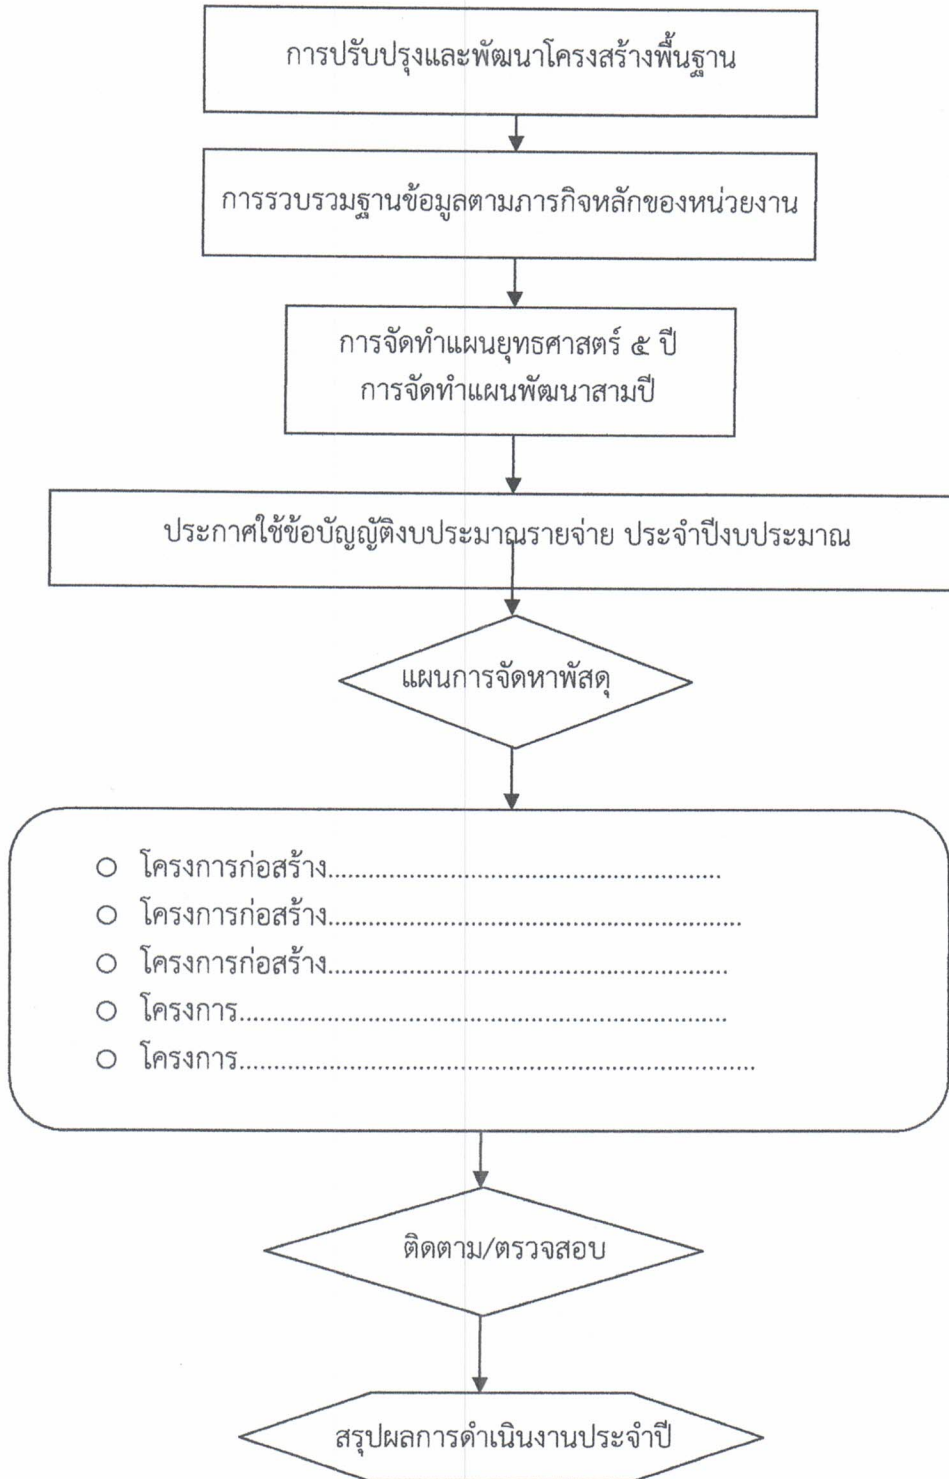 การปรับปรุงและพัฒนาโครงสร้างพื้นฐาน
การรวบรวมฐานข้อมูลตามภารกิจหลักของหน่วยงาน
การจัดทำแผนยุทธศาสตร์ ๕ ปี
การจัดทำแผนพัฒนาสามปี
ประกาศใช้ข้อบัญญัติงบประมาณรายจ่าย ประจำปีงบประมาณ
แผนการจัดหาพัสดุ
โครงการก่อสร้าง........................................................
โครงการก่อสร้าง...........................................................
โครงการก่อสร้าง.........................................................
โครงการ......................................................................
โครงการ..........................................................................
ติดตาม/ตรวจสอบ
สรุปผลการดำเนินงานประจำปี